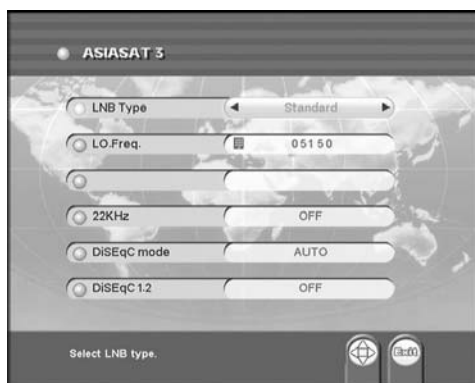 ASIASAT 3
LNB Type Standard
LO.Freq. 05150
22KHz OFF
DiSEqC mode AUTO
DiSEqC 1.2 OFF
Select LNB type. Exit